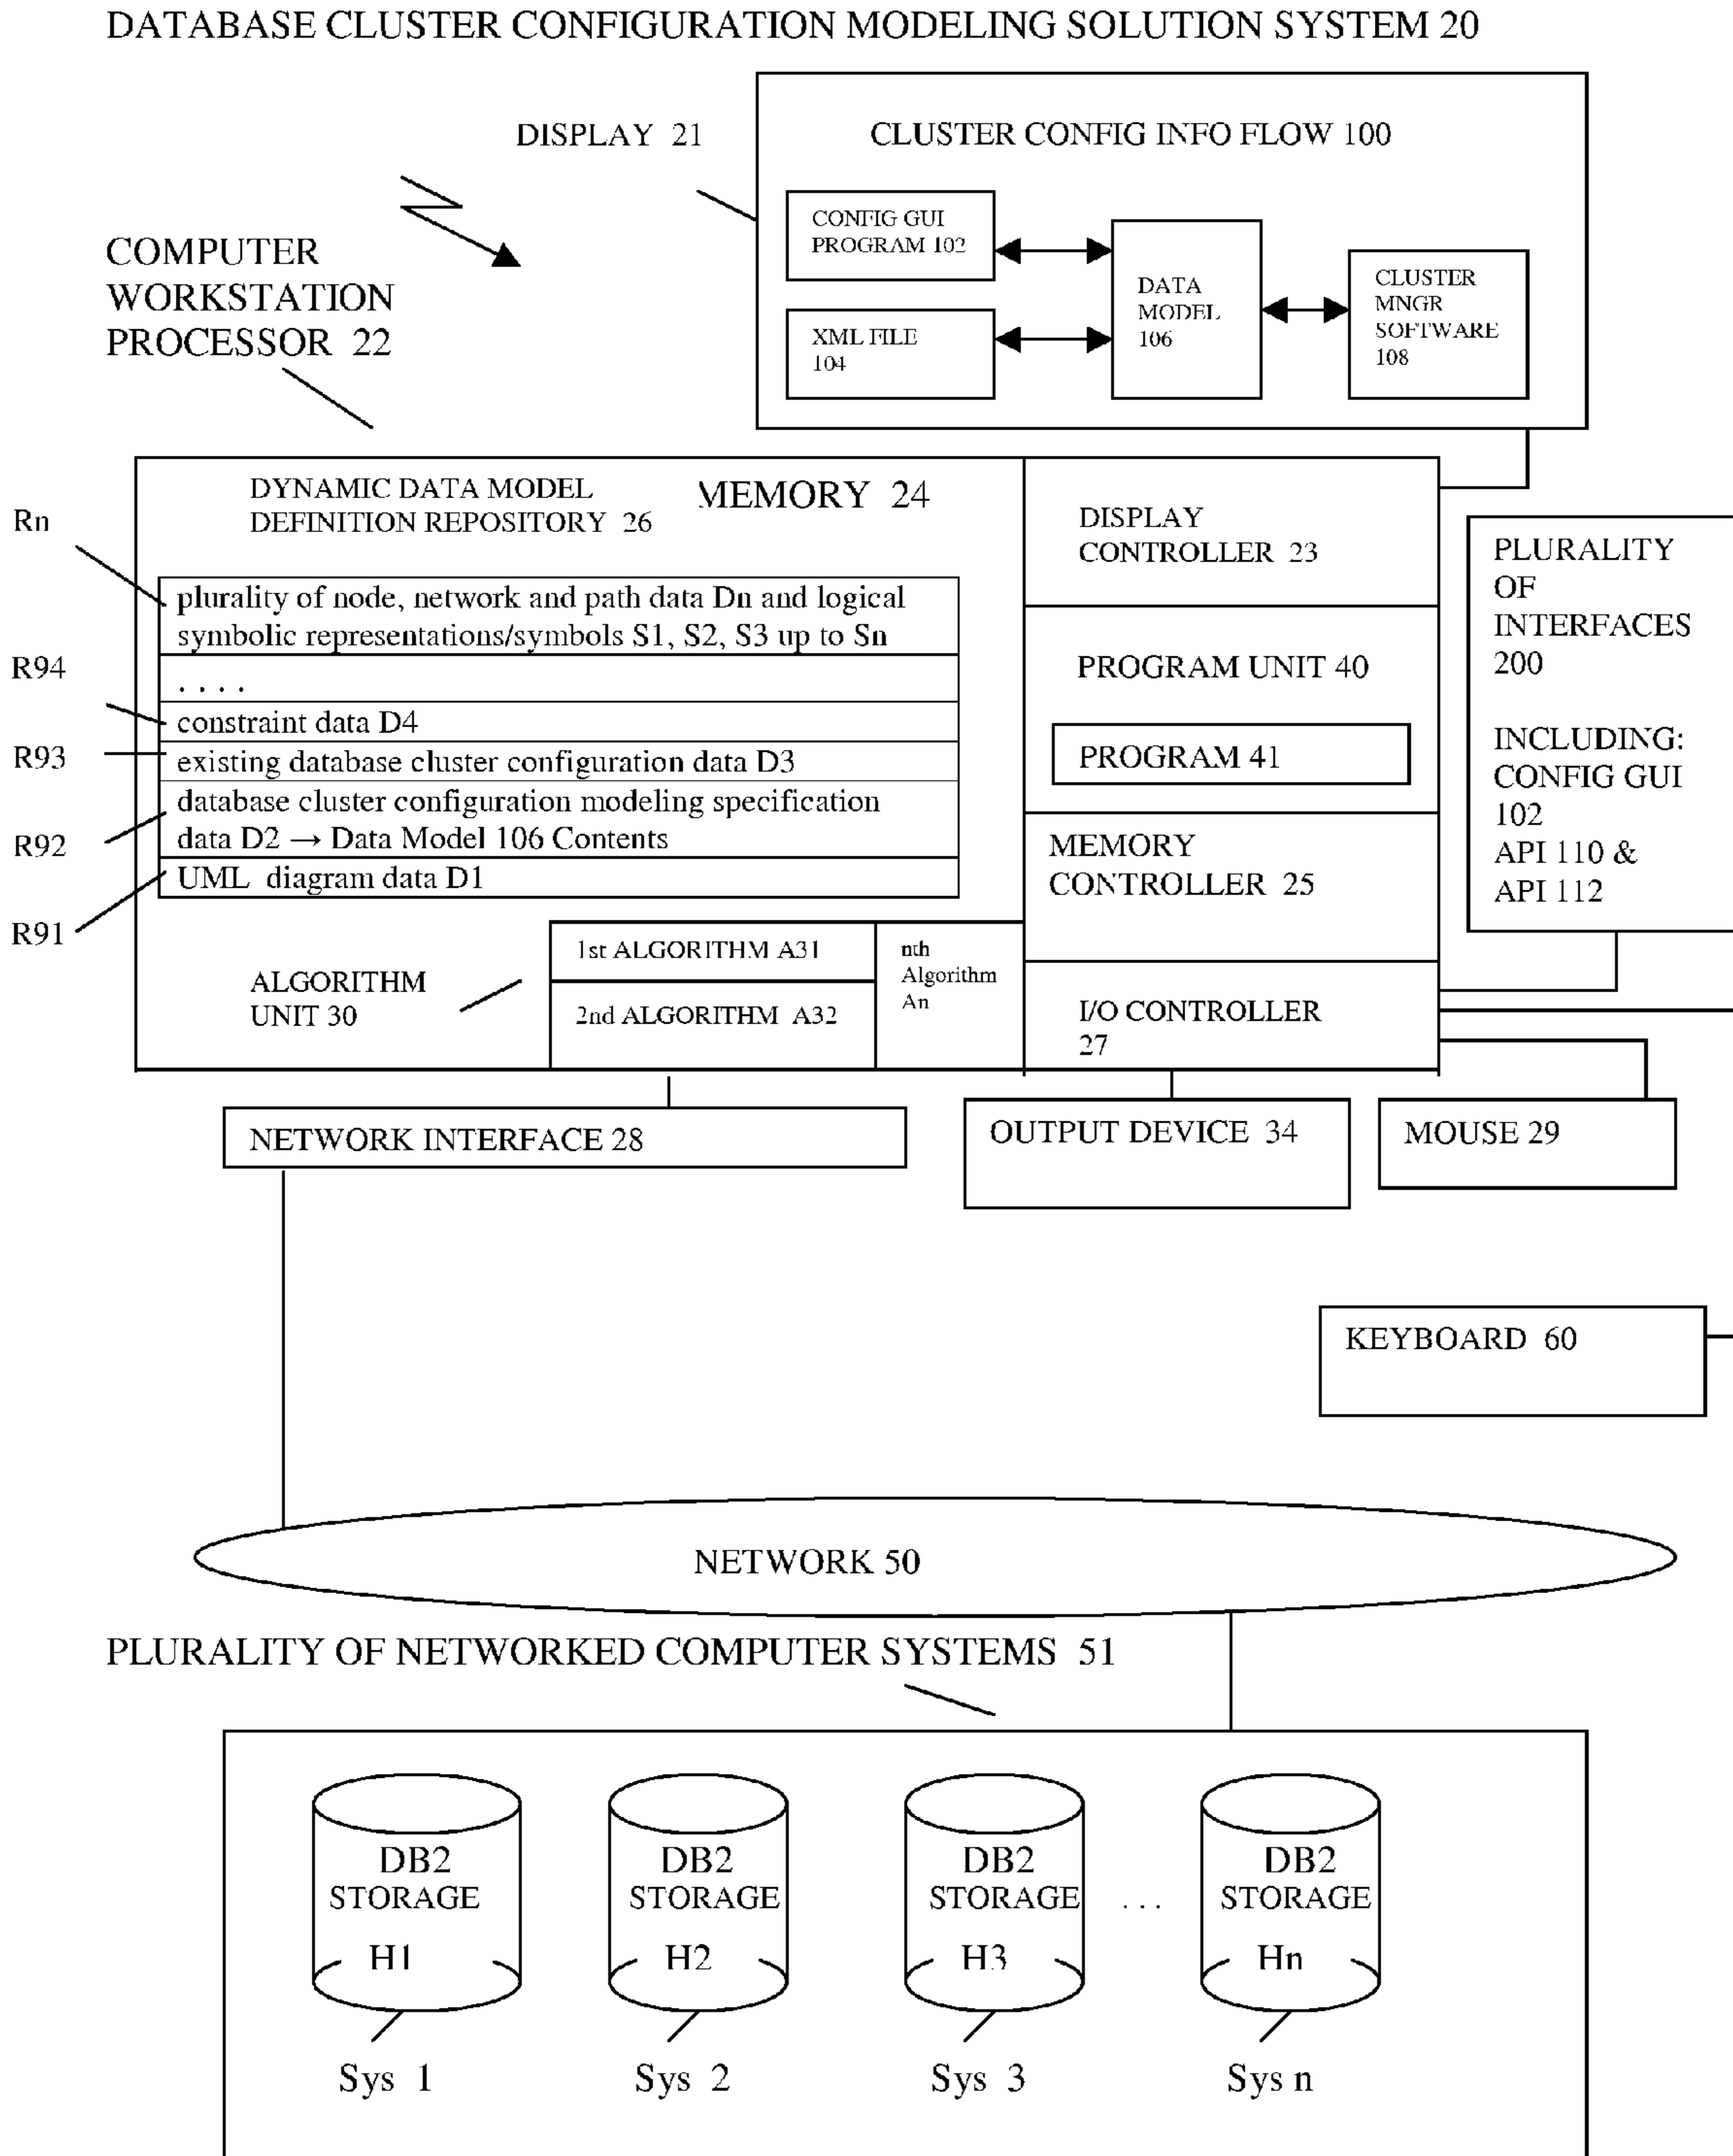 DATABASE CLUSTER CONFIGURATION MODELING SOLUTION SYSTEM 20
DISPLAY 21
CLUSTER CONFIG INFO FLOW 100
CONFIG GUI
PROGRAM 102
XML FILE
104
DATA
MODEL
106
CLUSTER
MNGR
SOFTWARE
108
COMPUTER
WORKSTATION
PROCESSOR 22
DYNAMIC DATA MODEL
DEFINITION REPOSITORY 26
MEMORY 24
Rn
plurality of node, network and path data Dn and logical
symbolic representations/symbols S1, S2, S3 up to Sn
R94
. . . .
constraint data D4
R93
existing database cluster configuration data D3
R92
database cluster configuration modeling specification
data D2 → Data Model 106 Contents
R91
UML diagram data D1
ALGORITHM
UNIT 30
1st ALGORITHM A31
2nd ALGORITHM A32
nth
Algorithm
An
DISPLAY
CONTROLLER 23
PROGRAM UNIT 40
PROGRAM 41
MEMORY
CONTROLLER 25
I/O CONTROLLER
27
PLURALITY
OF
INTERFACES
200
INCLUDING:
CONFIG GUI
102
API 110 &
API 112
NETWORK INTERFACE 28
OUTPUT DEVICE 34
MOUSE 29
KEYBOARD 60
NETWORK 50
PLURALITY OF NETWORKED COMPUTER SYSTEMS 51
DB2
STORAGE
H1
DB2
STORAGE
H2
DB2
STORAGE
H3
. . .
DB2
STORAGE
Hn
Sys 1
Sys 2
Sys 3
Sys n